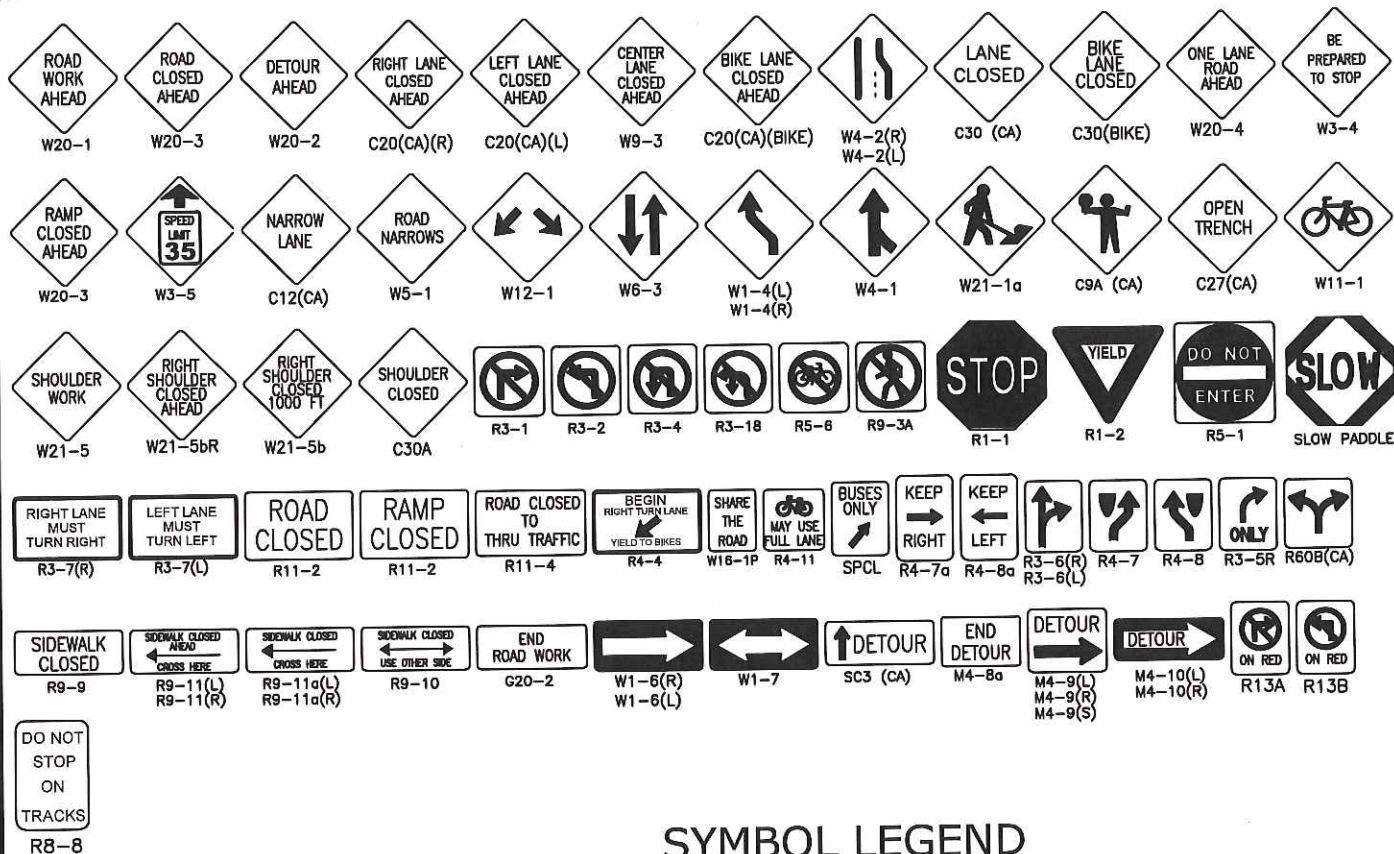 ROAD
WORK
AHEAD
W20-1
ROAD
CLOSED
AHEAD
W20-3
DETOUR
AHEAD
W20-2
RIGHT LANE
CLOSED
AHEAD
C20(CA)(R)
LEFT LANE
CLOSED
AHEAD
C20(CA)(L)
CENTER
LANE
CLOSED
AHEAD
W9-3
BIKE LANE
CLOSED
AHEAD
C20(CA)(BIKE)
W4-2(R)
W4-2(L)
LANE
CLOSED
C30 (CA)
BIKE
LANE
CLOSED
C30(BIKE)
ONE LANE
ROAD
AHEAD
W20-4
BE
PREPARED
TO STOP
W3-4
RAMP
CLOSED
AHEAD
W20-3
SPEED
LIMIT
35
W3-5
NARROW
LANE
C12(CA)
ROAD
NARROWS
W5-1
W12-1
W6-3
W1-4(L)
W1-4(R)
W4-1
W21-1a
C9A (CA)
OPEN
TRENCH
C27(CA)
W11-1
SHOULDER
WORK
W21-5
RIGHT
SHOULDER
CLOSED
AHEAD
W21-5bR
RIGHT
SHOULDER
CLOSED
1000 FT
W21-5b
SHOULDER
CLOSED
C30A
R3-1
R3-2
R3-4
R3-18
R5-6
R9-3A
STOP
R1-1
YIELD
R1-2
DO NOT
ENTER
R5-1
SLOW
SLOW PADDLE
RIGHT LANE
MUST
TURN RIGHT
R3-7(R)
LEFT LANE
MUST
TURN LEFT
R3-7(L)
ROAD
CLOSED
R11-2
RAMP
CLOSED
R11-2
ROAD CLOSED
TO
THRU TRAFFIC
R11-4
BEGIN
RIGHT TURN LANE
YIELD TO BIKES
R4-4
SHARE
THE
ROAD
W16-1P
MAY USE
FULL LANE
R4-11
BUSES
ONLY
SPCL
KEEP
RIGHT
R4-7a
KEEP
LEFT
R4-8a
R3-6(R)
R3-6(L)
R4-7
R4-8
ONLY
R3-5R
R60B(CA)
SIDEWALK
CLOSED
R9-9
SIDEWALK CLOSED
AHEAD
CROSS HERE
R9-11(L)
R9-11(R)
SIDEWALK CLOSED
CROSS HERE
R9-11a(L)
R9-11a(R)
SIDEWALK CLOSED
USE OTHER SIDE
R9-10
END
ROAD WORK
G20-2
W1-6(R)
W1-6(L)
W1-7
DETOUR
SC3 (CA)
END
DETOUR
M4-8a
DETOUR
M4-9(L)
M4-9(R)
M4-9(S)
DETOUR
M4-10(L)
M4-10(R)
ON RED
R13A
ON RED
R13B
DO NOT
STOP
ON
TRACKS
R8-8
SYMBOL LEGEND